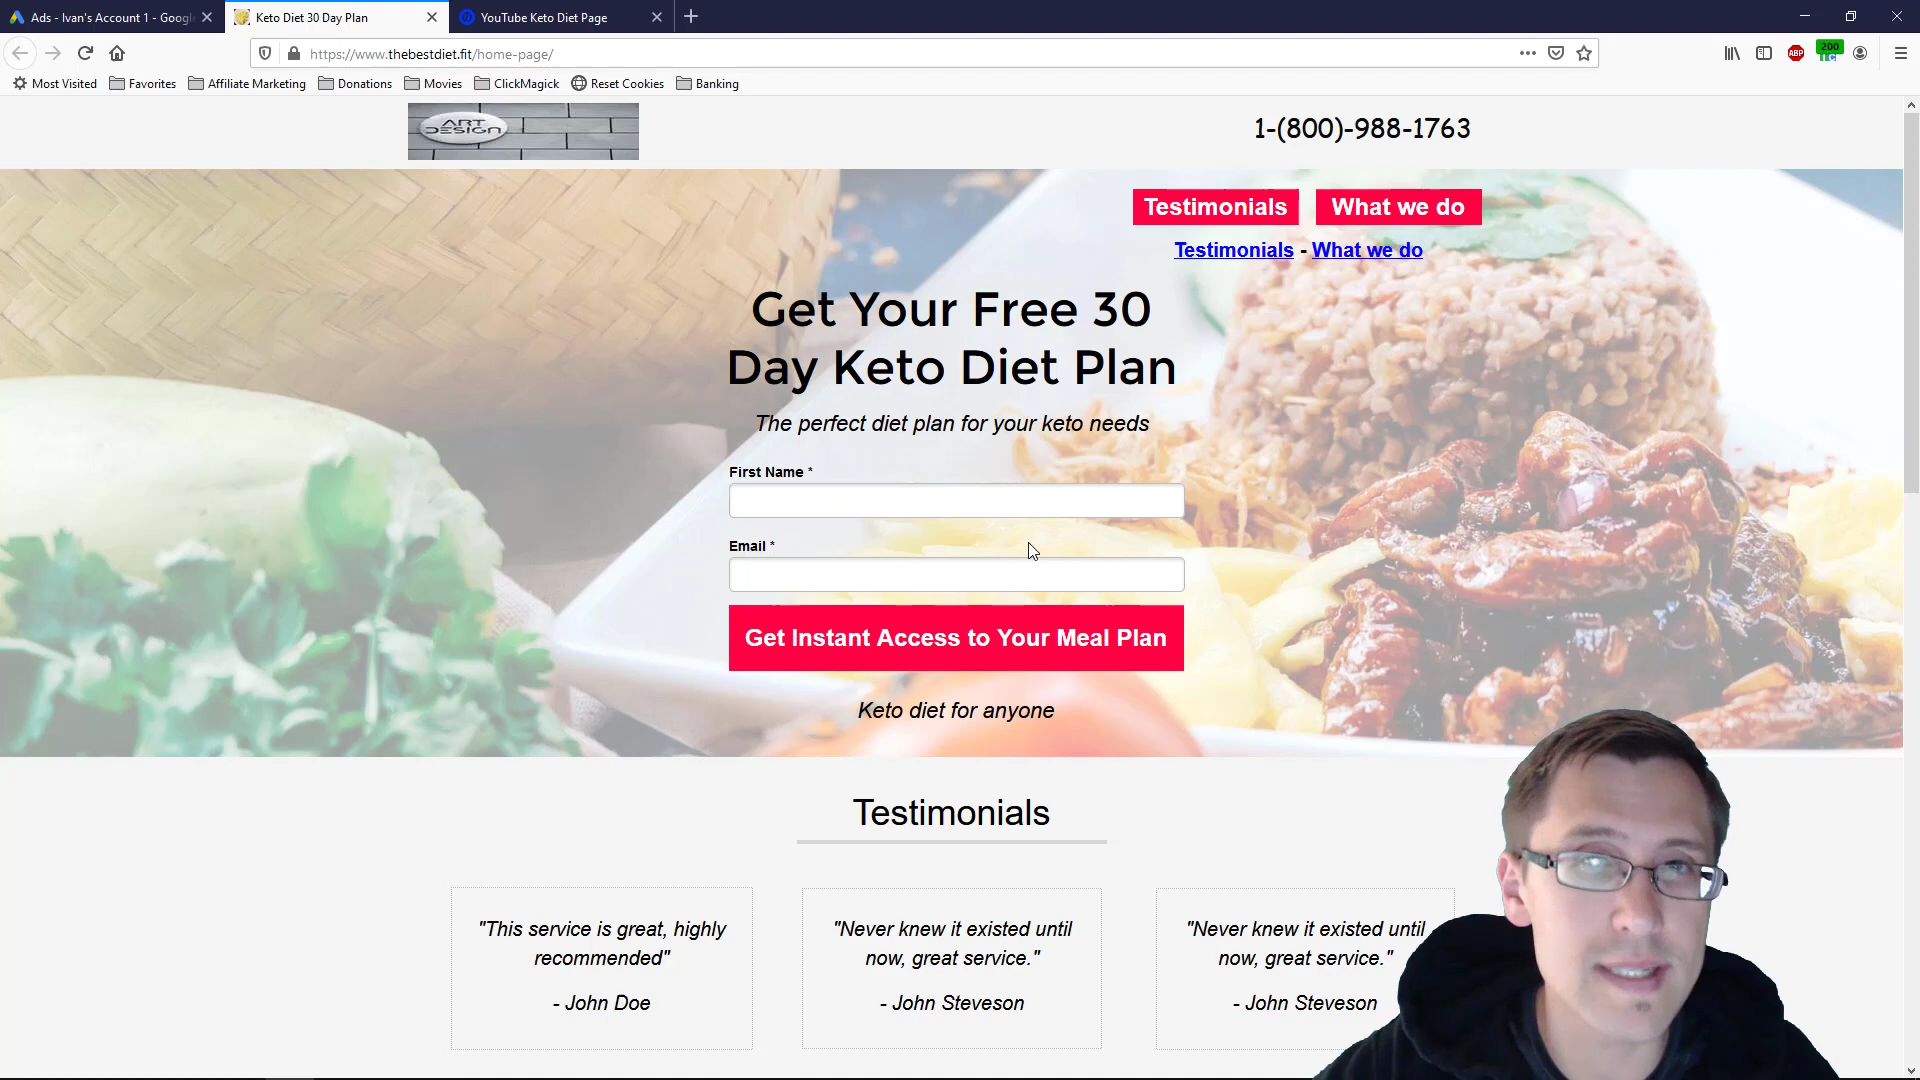 Ads - Ivan's Account 1 - Googl
Keto Diet 30 Day Plan
YouTube Keto Diet Page
https://www.thebestdiet.fit/home-page/
ABP
200
Most Visited
Favorites
Affiliate Marketing
Donations
Movies
ClickMagick
Reset Cookies
Banking
ART
DESIGN
1-(800)-988-1763
Testimonials
What we do
Testimonials - What we do
Get Your Free 30
Day Keto Diet Plan
The perfect diet plan for your keto needs
First Name *
Email *
Get Instant Access to Your Meal Plan
Keto diet for anyone
Testimonials
"This service is great, highly
recommended"
- John Doe
"Never knew it existed until
now, great service."
- John Steveson
"Never knew it existed until
now, great service."
- John Steveson